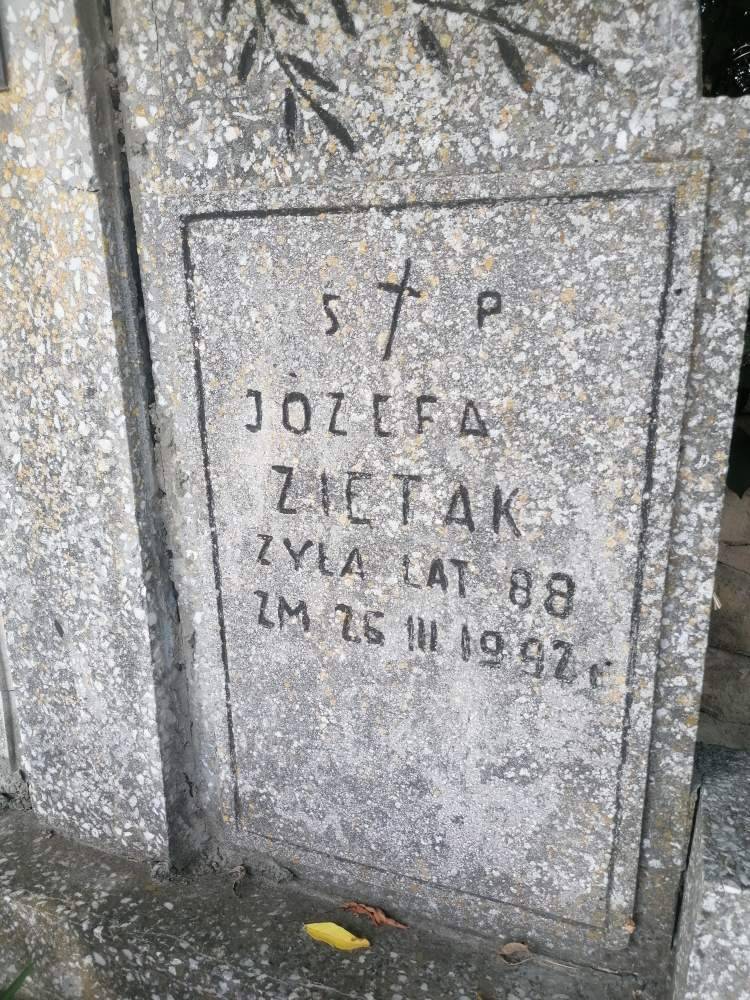 S P
JÓZEFA
ZIĘTAK
ŻYŁA LAT 88
ZM 26 III 1992 r